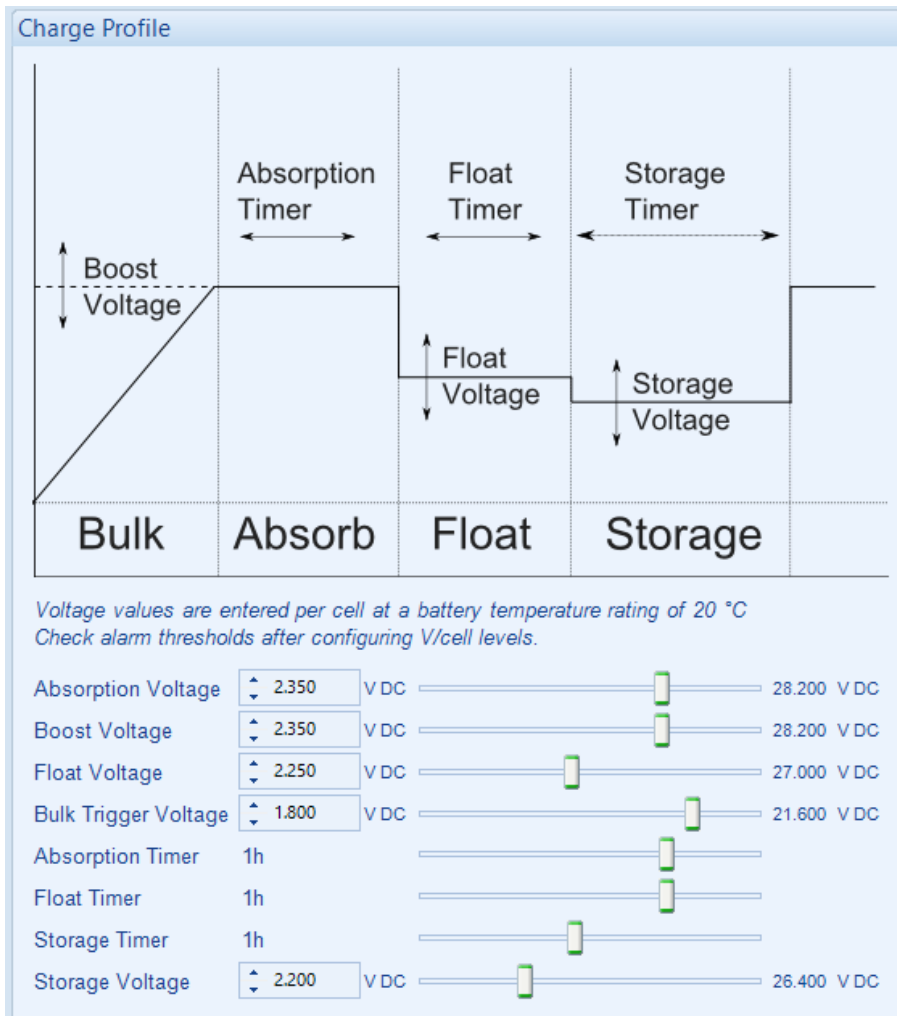 Charge Profile
Absorption Float Storage
Timer Timer Timer
Boost
Voltage
Float
Voltage
Storage
Voltage
Bulk Absorb Float Storage
Voltage values are entered per cell at a battery temperature rating of 20 °C
Check alarm thresholds after configuring V/cell levels.
Absorption Voltage 2.350 V DC 28.200 V DC
Boost Voltage 2.350 V DC 28.200 V DC
Float Voltage 2.250 V DC 27.000 V DC
Bulk Trigger Voltage 1.800 V DC 21.600 V DC
Absorption Timer 1h
Float Timer 1h
Storage Timer 1h
Storage Voltage 2.200 V DC 26.400 V DC